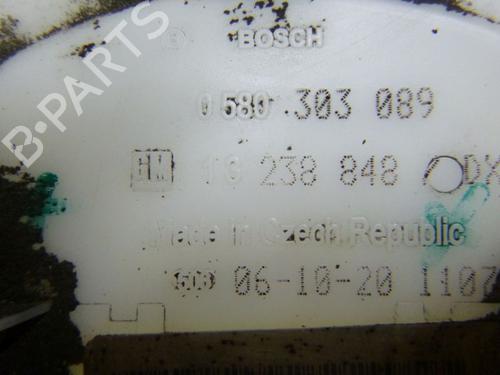 B-PARTS
BOSCH
0 580 303 089
GM 13 238 848 DX
Made in Czech Republic
506 06-10-20 1107